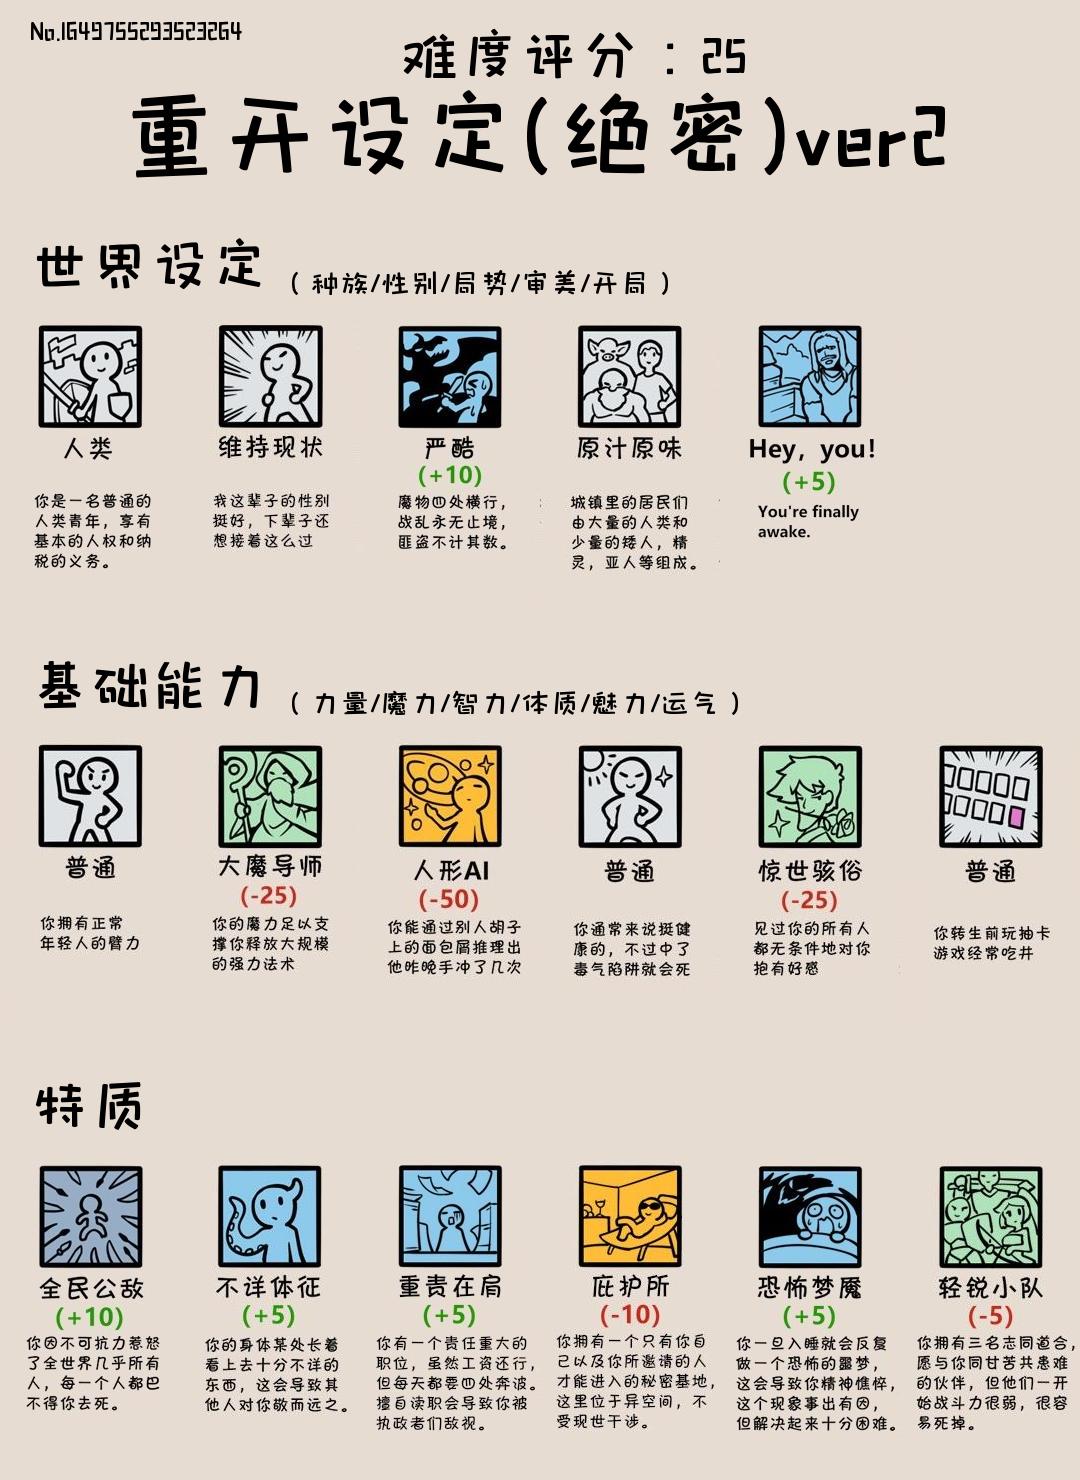 No.1649755293523264
难度评分：25
重开设定(绝密)ver2
世界设定 （种族/性别/局势/审美/开局）
人类
你是一名普通的
人类青年，享有
基本的人权和纳
税的义务。
维持现状
我这辈子的性别
挺好，下辈子还
想接着这么过
严酷
(+10)
魔物四处横行，
战乱永无止境，
匪盗不计其数。
原汁原味
城镇里的居民们
由大量的人类和
少量的矮人，精
灵，亚人等组成。
Hey, you!
(+5)
You're finally
awake.
基础能力 （力量/魔力/智力/体质/魅力/运气）
普通
你拥有正常
年轻人的臂力
大魔导师
(-25)
你的魔力足以支
撑你释放大规模
的强力法术
人形AI
(-50)
你能通过别人胡子
上的面包屑推理出
他昨晚手冲了几次
普通
你通常来说挺健
康的，不过中了
毒气陷阱就会死
惊世骇俗
(-25)
见过你的所有人
都无条件地对你
抱有好感
普通
你转生前玩抽卡
游戏经常吃井
特质
全民公敌
(+10)
你因不可抗力惹怒
了全世界几乎所有
人，每一个人都巴
不得你去死。
不详体征
(+5)
你的身体某处长着
看上去十分不详的
东西，这会导致其
他人对你敬而远之。
重责在肩
(+5)
你有一个责任重大的
职位，虽然工资还行，
但每天都要四处奔波。
擅自读职会导致你被
执政者们敌视。
庇护所
(-10)
你拥有一个只有你自
己以及你所邀请的人
才能进入的秘密基地，
这里位于异空间，不
受现世干涉。
恐怖梦魇
(+5)
你一旦入睡就会反复
做一个恐怖的噩梦，
这会导致你精神憔悴，
这个现象事出有因，
但解决起来十分困难。
轻锐小队
(-5)
你拥有三名志同道合，
愿与你同甘苦共患难
的伙伴，但他们一开
始战斗力很弱，很容
易死掉。